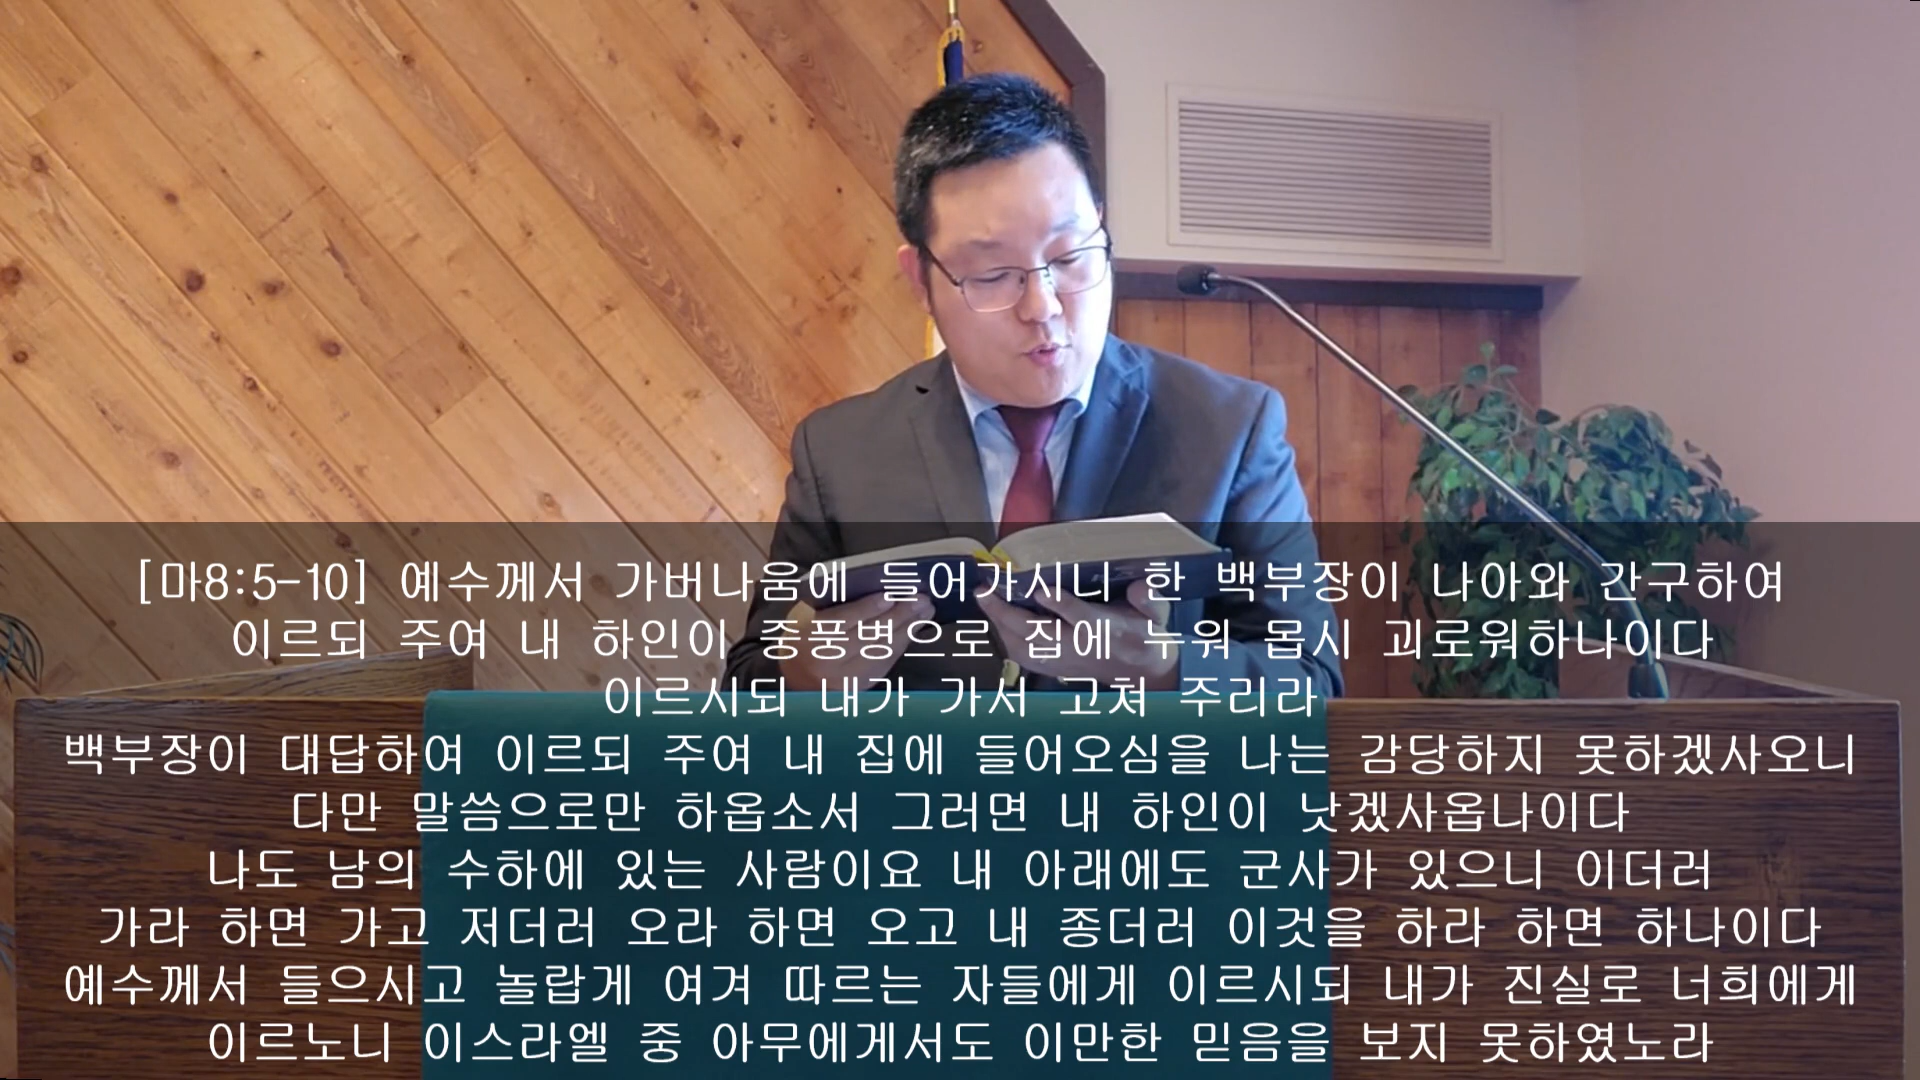 [마8:5-10] 예수께서 가버나움에 들어가시니 한 백부장이 나아와 간구하여
이르되 주여 내 하인이 중풍병으로 집에 누워 몹시 괴로워하나이다
이르시되 내가 가서 고쳐 주리라
백부장이 대답하여 이르되 주여 내 집에 들어오심을 나는 감당하지 못하겠사오니
다만 말씀으로만 하옵소서 그러면 내 하인이 낫겠사옵나이다
나도 남의 수하에 있는 사람이요 내 아래에도 군사가 있으니 이더러
가라 하면 가고 저더러 오라 하면 오고 내 종더러 이것을 하라 하면 하나이다
예수께서 들으시고 놀랍게 여겨 따르는 자들에게 이르시되 내가 진실로 너희에게
이르노니 이스라엘 중 아무에게서도 이만한 믿음을 보지 못하였노라